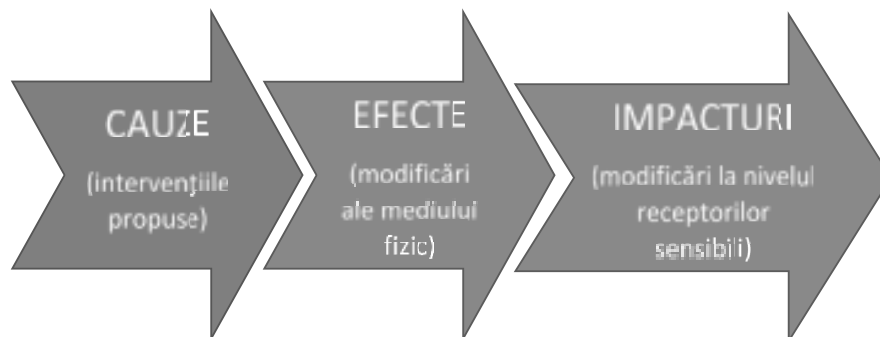 CAUZE
(intervențiile
propuse)
EFECTE
(modificări
ale mediului
fizic)
IMPACTURI
(modificări la nivelul
receptorilor
sensibili)